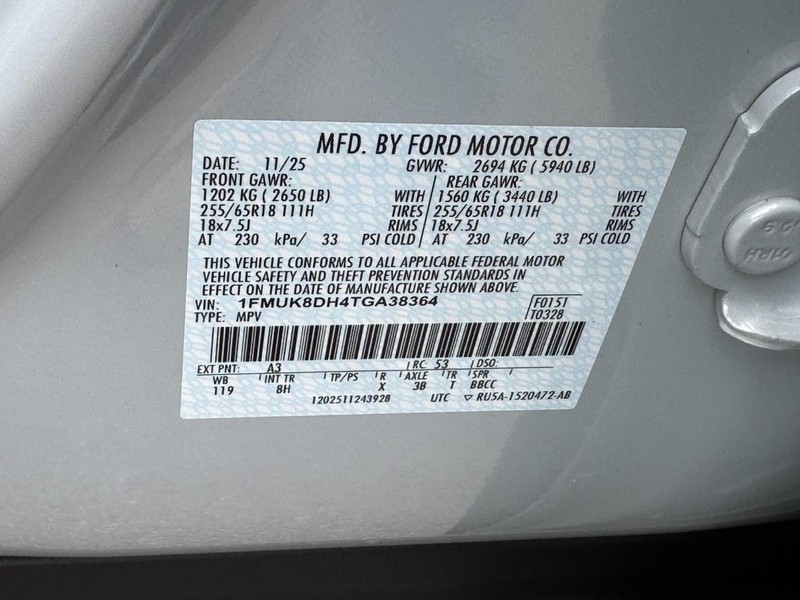 MFD. BY FORD MOTOR CO.
DATE: 11/25 GVWR: 2694 KG ( 5940 LB)
FRONT GAWR: REAR GAWR:
1202 KG ( 2650 LB) WITH 1560 KG ( 3440 LB) WITH
255/65R18 111H TIRES 255/65R18 111H TIRES
18x7.5J RIMS 18x7.5J RIMS
AT 230 kPa/ 33 PSI COLD AT 230 kPa/ 33 PSI COLD
THIS VEHICLE CONFORMS TO ALL APPLICABLE FEDERAL MOTOR
VEHICLE SAFETY AND THEFT PREVENTION STANDARDS IN
EFFECT ON THE DATE OF MANUFACTURE SHOWN ABOVE.
VIN: 1FMUK8DH4TGA38364 F0151
TYPE: MPV T0328
EXT PNT: A3 RC: 53 DSO:
WB INT TR TP/PS R AXLE TR SPR
119 8H X 3B T BBCC
1202511243928 UTC ▽ RU5A-1520472-AB
01RH